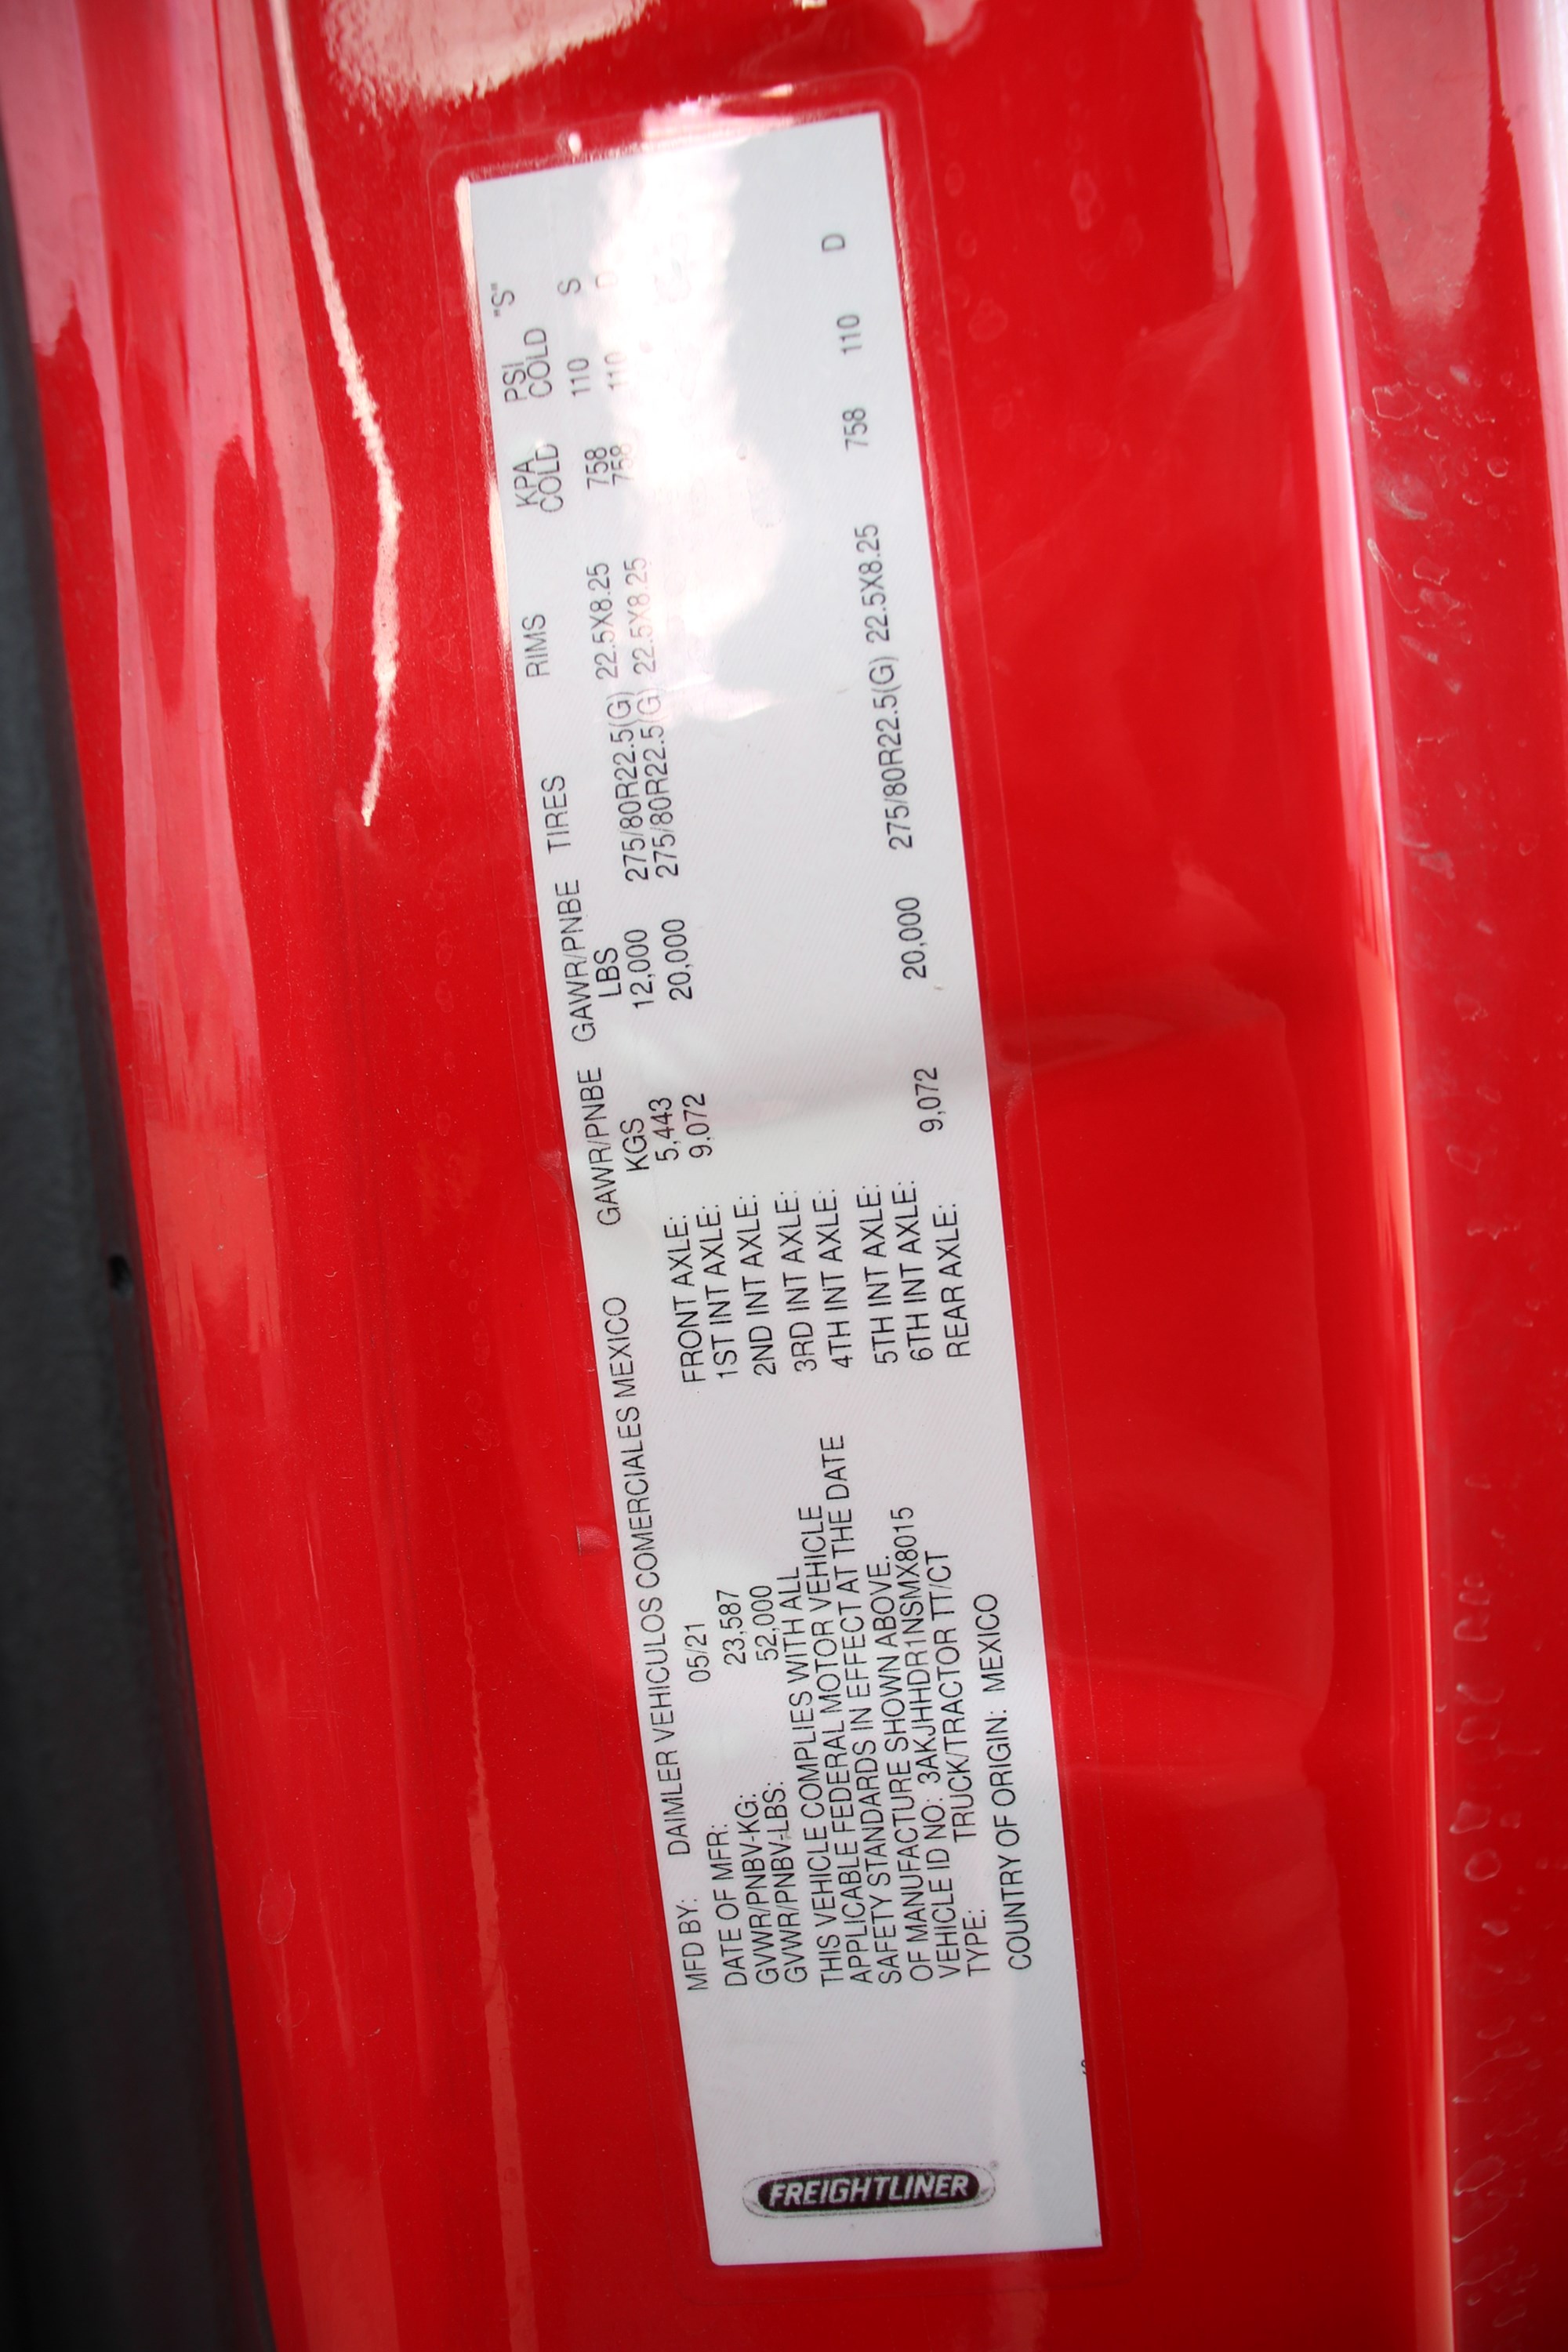 FREIGHTLINER
MFD BY: DAIMLER VEHICULOS COMERCIALES MEXICO
DATE OF MFR: 05/21
GVWR/PNBV-KG: 23,587
GVWR/PNBV-LBS: 52,000
THIS VEHICLE COMPLIES WITH ALL
APPLICABLE FEDERAL MOTOR VEHICLE
SAFETY STANDARDS IN EFFECT AT THE DATE
OF MANUFACTURE SHOWN ABOVE.
VEHICLE ID NO: 3AKJHHDR1NSMX8015
TYPE: TRUCK/TRACTOR TT/CT
COUNTRY OF ORIGIN: MEXICO
GAWR/PNBE GAWR/PNBE TIRES RIMS KPA PSI "S"
KGS LBS COLD COLD
FRONT AXLE: 5,443 12,000 275/80R22.5(G) 22.5X8.25 758 110 S
1ST INT AXLE: 9,072 20,000 275/80R22.5(G) 22.5X8.25 758 110 D
2ND INT AXLE:
3RD INT AXLE:
4TH INT AXLE:
5TH INT AXLE:
6TH INT AXLE:
REAR AXLE: 9,072 20,000 275/80R22.5(G) 22.5X8.25 758 110 D